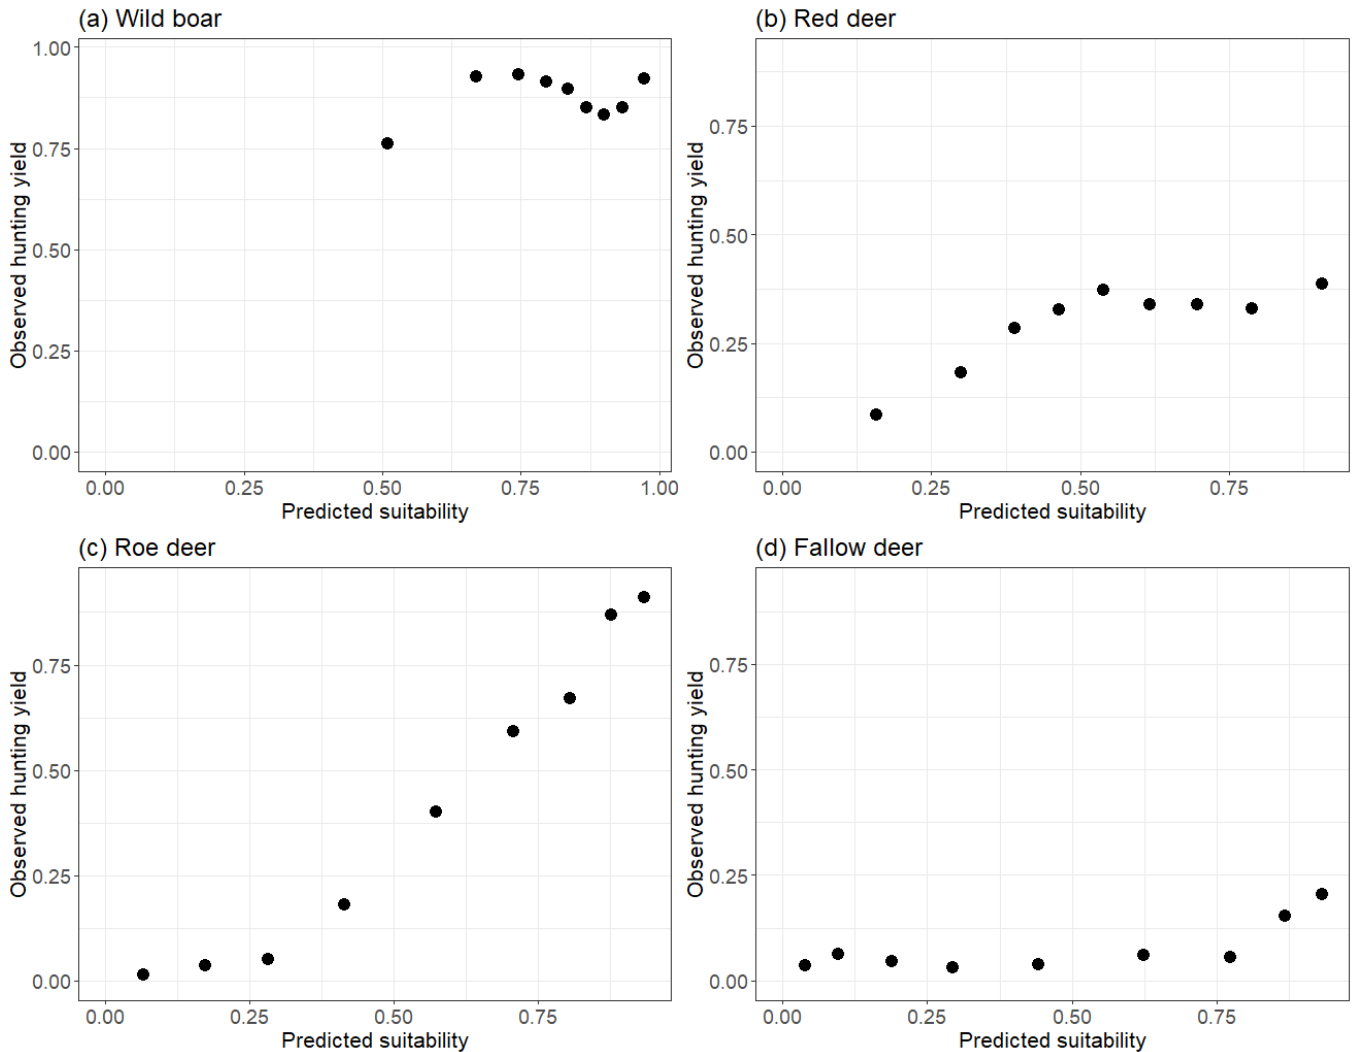 (a) Wild boar
1.00
0.75
0.50
0.25
0.00
Observed hunting yield
0.00 0.25 0.50 0.75 1.00
Predicted suitability
(b) Red deer
0.75
0.50
0.25
0.00
Observed hunting yield
0.00 0.25 0.50 0.75
Predicted suitability
(c) Roe deer
0.75
0.50
0.25
0.00
Observed hunting yield
0.00 0.25 0.50 0.75
Predicted suitability
(d) Fallow deer
0.75
0.50
0.25
0.00
Observed hunting yield
0.00 0.25 0.50 0.75
Predicted suitability